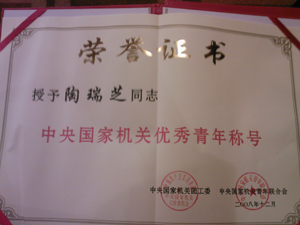 荣誉证书
授予陶瑞芝同志
中央国家机关优秀青年称号
中央国家机关团工委 中央国家机关青年联合会
二〇〇八年十二月